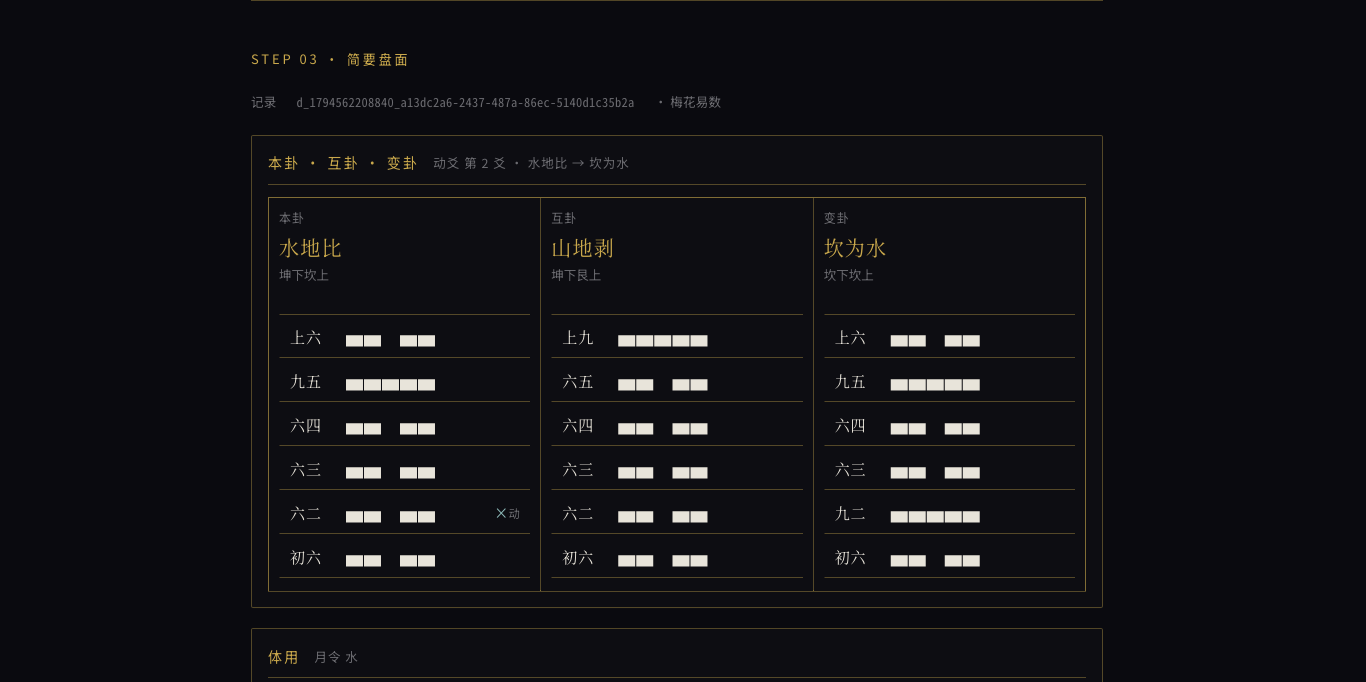 STEP 03 · 简要盘面
记录 d_1794562208840_a13dc2a6-2437-487a-86ec-5140d1c35b2a · 梅花易数
本卦 · 互卦 · 变卦 动爻 第 2 爻 · 水地比 → 坎为水
本卦
水地比
坤下坎上
上六
九五
六四
六三
六二 ╳ 动
初六
互卦
山地剥
坤下艮上
上九
六五
六四
六三
六二
初六
变卦
坎为水
坎下坎上
上六
九五
六四
六三
九二
初六
体用 月令 水